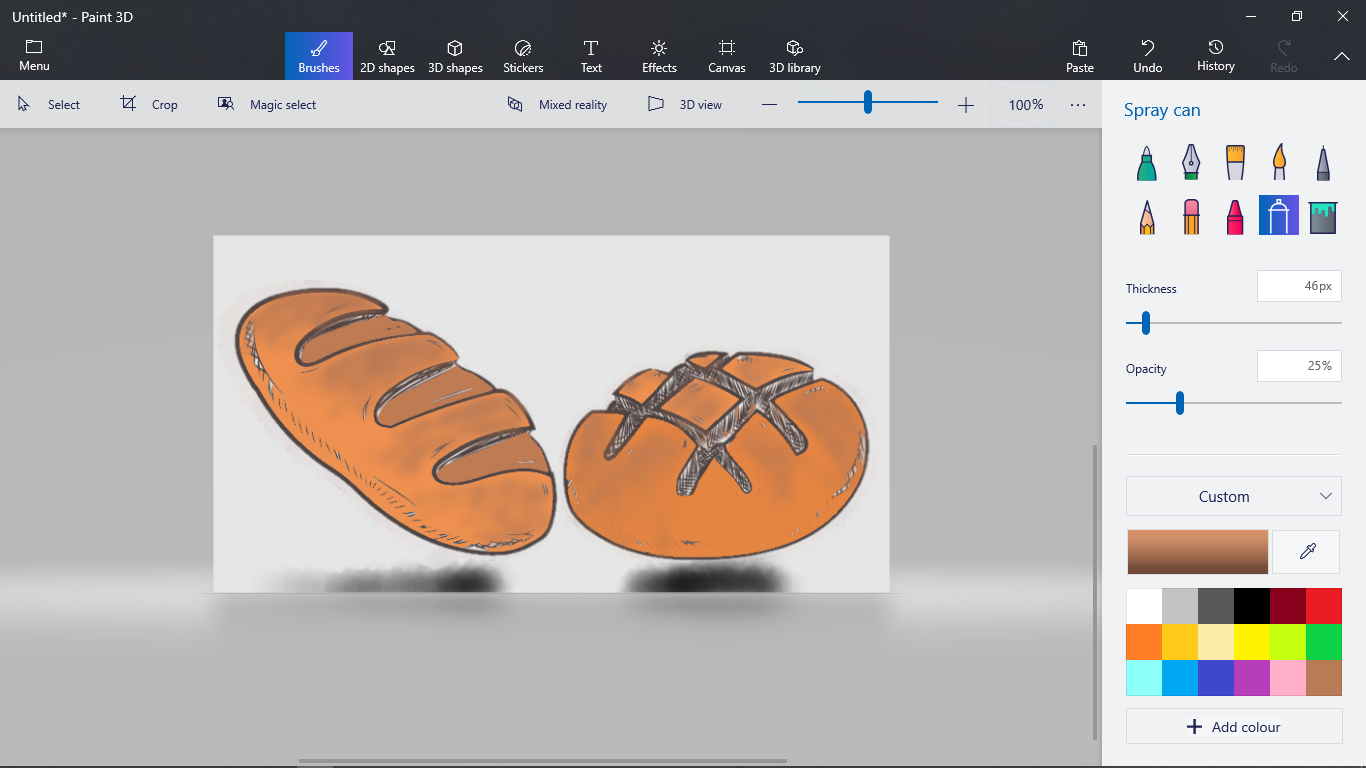 Untitled* - Paint 3D
Menu
Brushes
2D shapes
3D shapes
Stickers
Text
Effects
Canvas
3D library
Paste
Undo
History
Redo
Select
Crop
Magic select
Mixed reality
3D view
100%
Spray can
Thickness
46px
Opacity
25%
Custom
Add colour